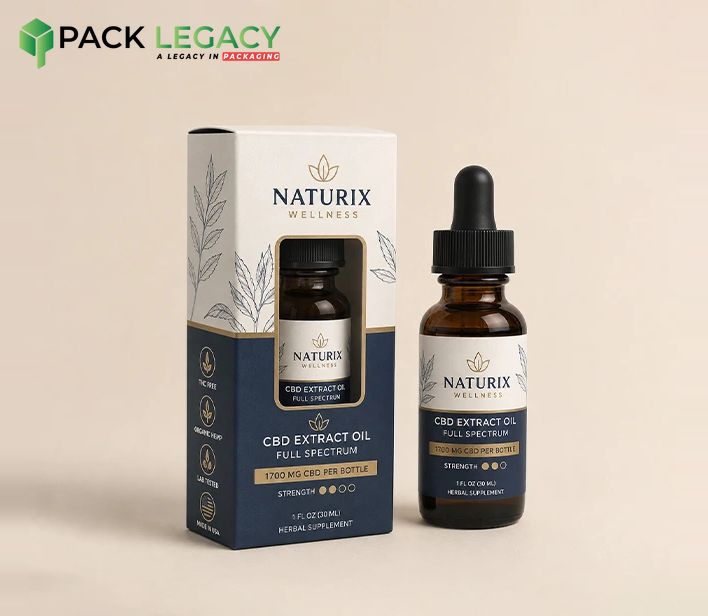 PACK LEGACY
A LEGACY IN PACKAGING
NATURIX
WELLNESS
NATURIX
WELLNESS
CBD EXTRACT OIL
FULL SPECTRUM
CBD EXTRACT OIL
FULL SPECTRUM
1700 MG CBD PER BOTTLE
STRENGTH
1 FL OZ (30 ML)
HERBAL SUPPLEMENT
THC FREE
ORGANIC HEMP
LAB TESTED
MADE IN USA
NATURIX
WELLNESS
CBD EXTRACT OIL
FULL SPECTRUM
1700 MG CBD PER BOTTLE
STRENGTH
1 FL OZ (30 ML)
HERBAL SUPPLEMENT